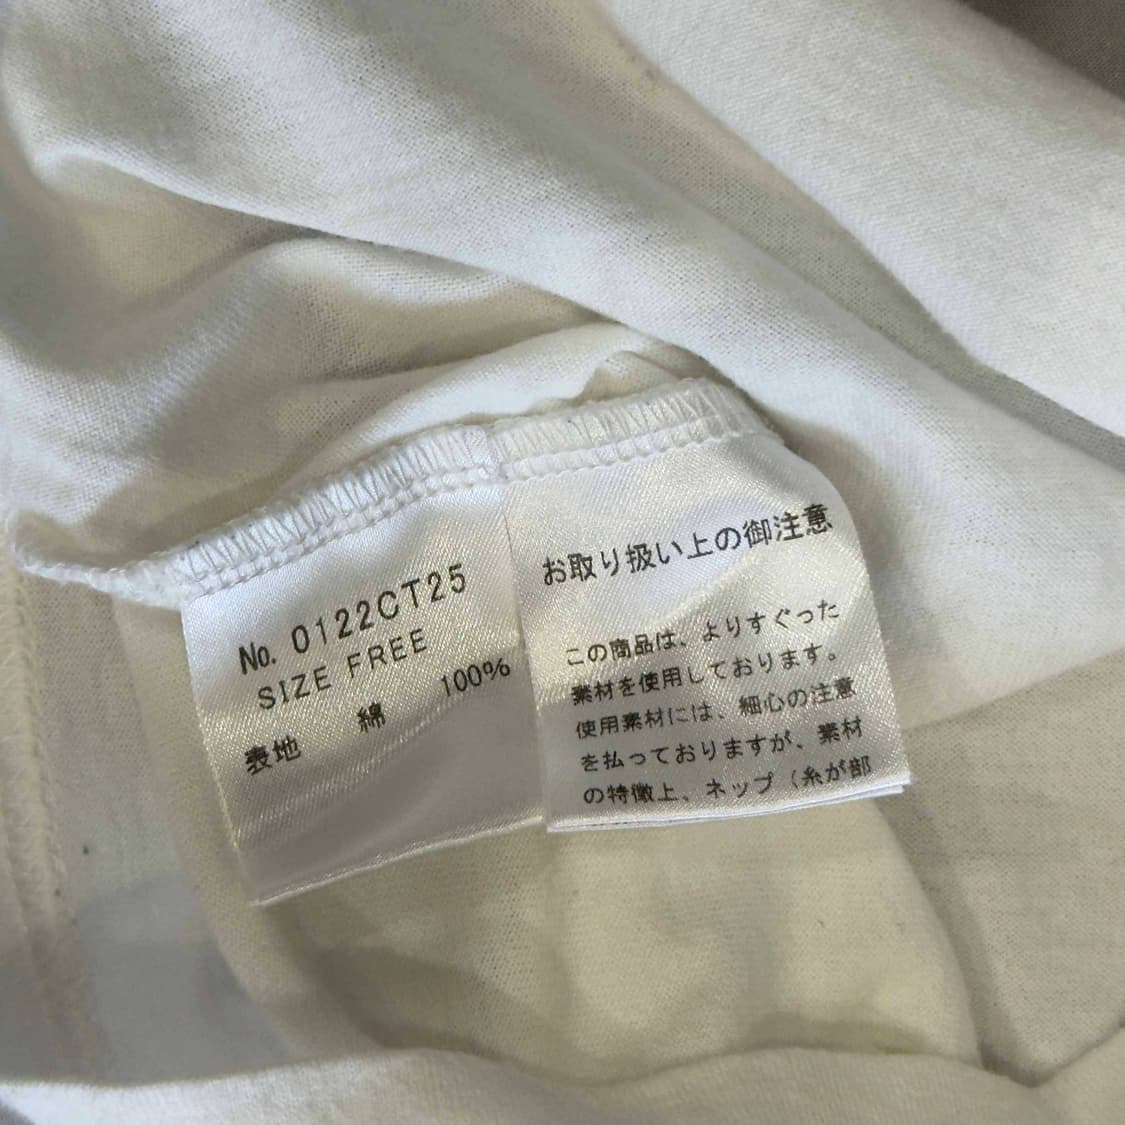 No. 0122CT25
SIZE FREE
表地 綿 100%
お取り扱い上の御注意
この商品は、よりすぐった
素材を使用しております。
使用素材には、細心の注意
を払っておりますが、素材
の特徴上、ネップ（糸が部